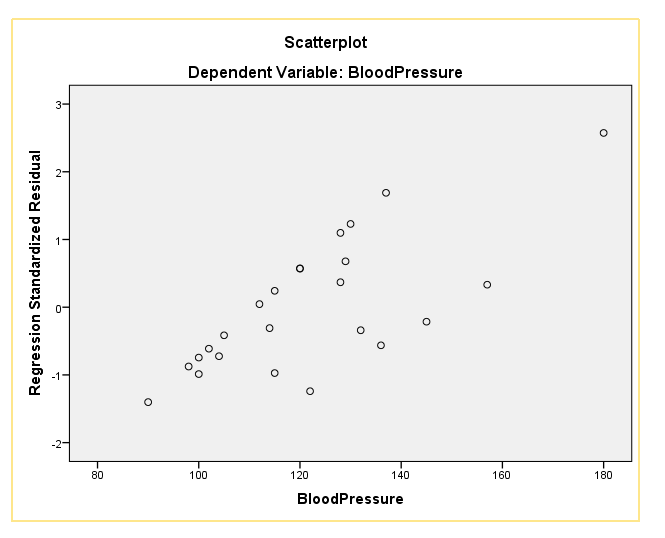 Scatterplot
Dependent Variable: BloodPressure
Regression Standardized Residual
3
2
1
0
-1
-2
80 100 120 140 160 180
BloodPressure